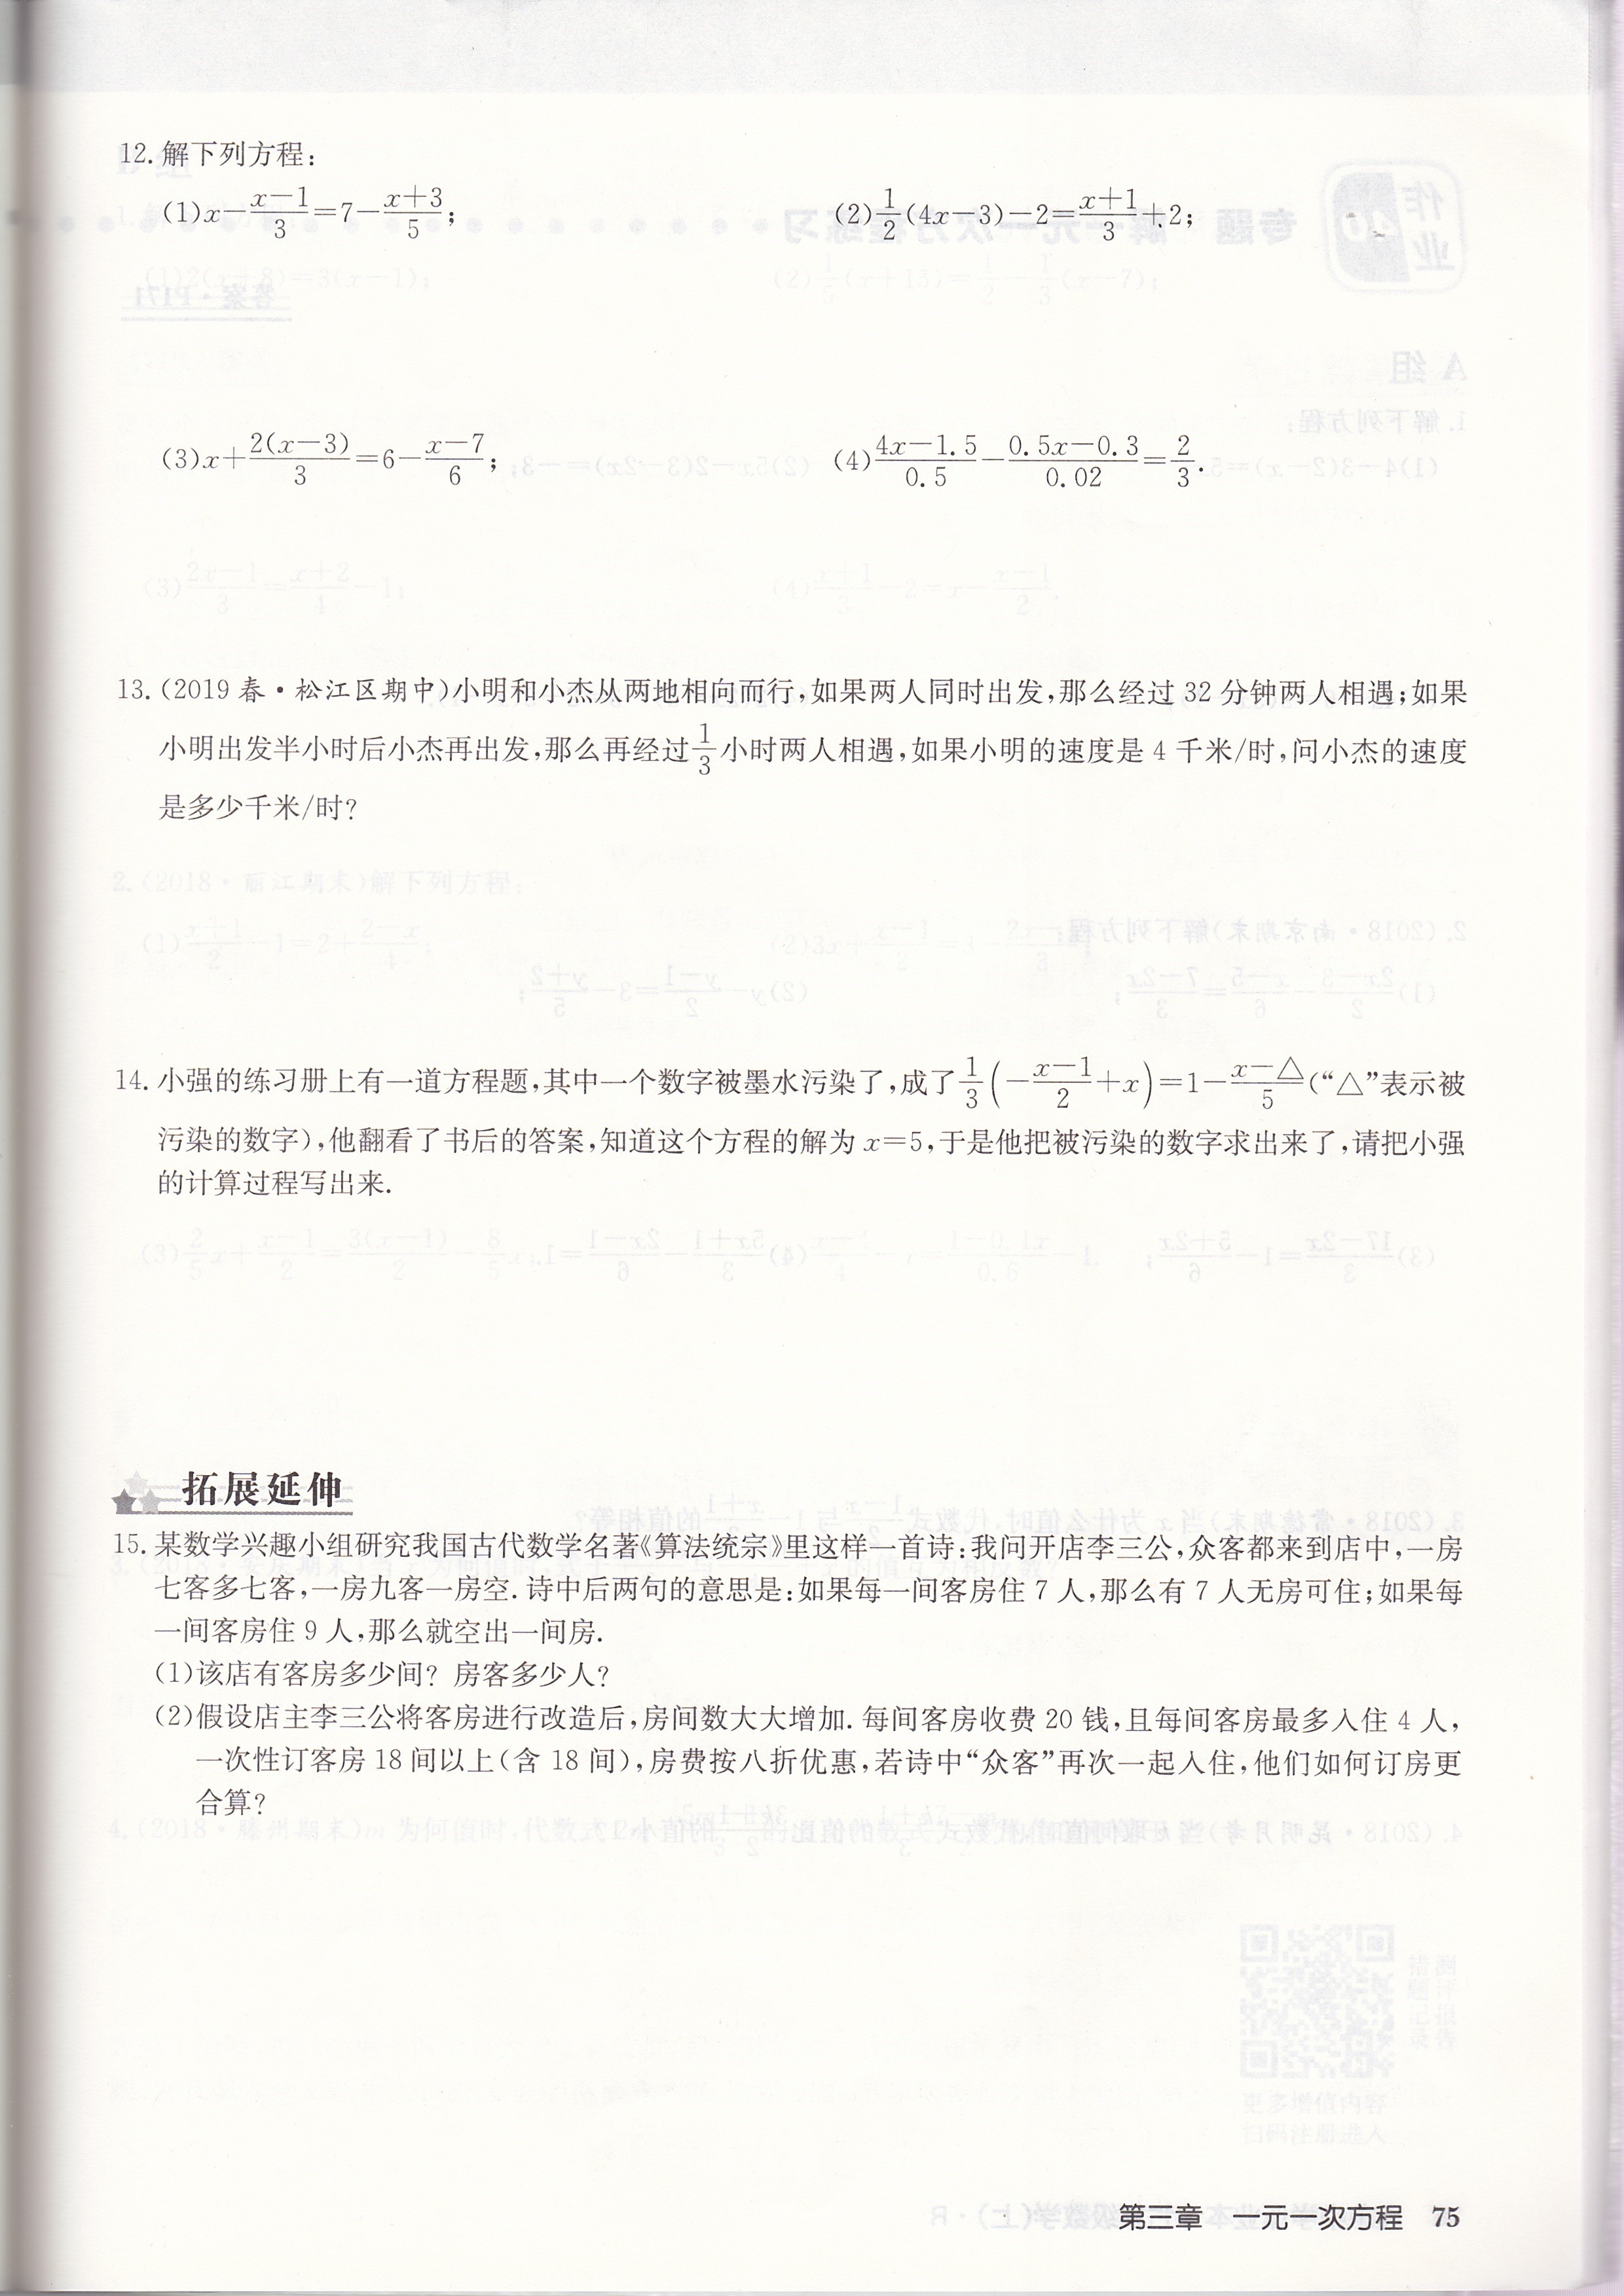 12.解下列方程：
(1)x－(x－1)/3＝7－(x＋3)/5；  (2)1/2(4x－3)－2＝(x＋1)/3＋2；
(3)x＋2(x－3)/3＝6－(x－7)/6；  (4)(4x－1.5)/0.5－(0.5x－0.3)/0.02＝2/3.
13.(2019春·松江区期中)小明和小杰从两地相向而行，如果两人同时出发，那么经过32分钟两人相遇；如果
小明出发半小时后小杰再出发，那么再经过1/3小时两人相遇，如果小明的速度是4千米/时，问小杰的速度
是多少千米/时？
14.小强的练习册上有一道方程题，其中一个数字被墨水污染了，成了1/3(－(x－1)/2＋x)＝1－(x－△)/5(“△”表示被
污染的数字)，他翻看了书后的答案，知道这个方程的解为x＝5，于是他把被污染的数字求出来了，请把小强
的计算过程写出来.
拓展延伸
15.某数学兴趣小组研究我国古代数学名著《算法统宗》里这样一首诗：我问开店李三公，众客都来到店中，一房
七客多七客，一房九客一房空.诗中后两句的意思是：如果每一间客房住7人，那么有7人无房可住；如果每
一间客房住9人，那么就空出一间房.
(1)该店有客房多少间？房客多少人？
(2)假设店主李三公将客房进行改造后，房间数大大增加.每间客房收费20钱，且每间客房最多入住4人，
一次性订客房18间以上(含18间)，房费按八折优惠，若诗中“众客”再次一起入住，他们如何订房更
合算？
第三章 一元一次方程 75